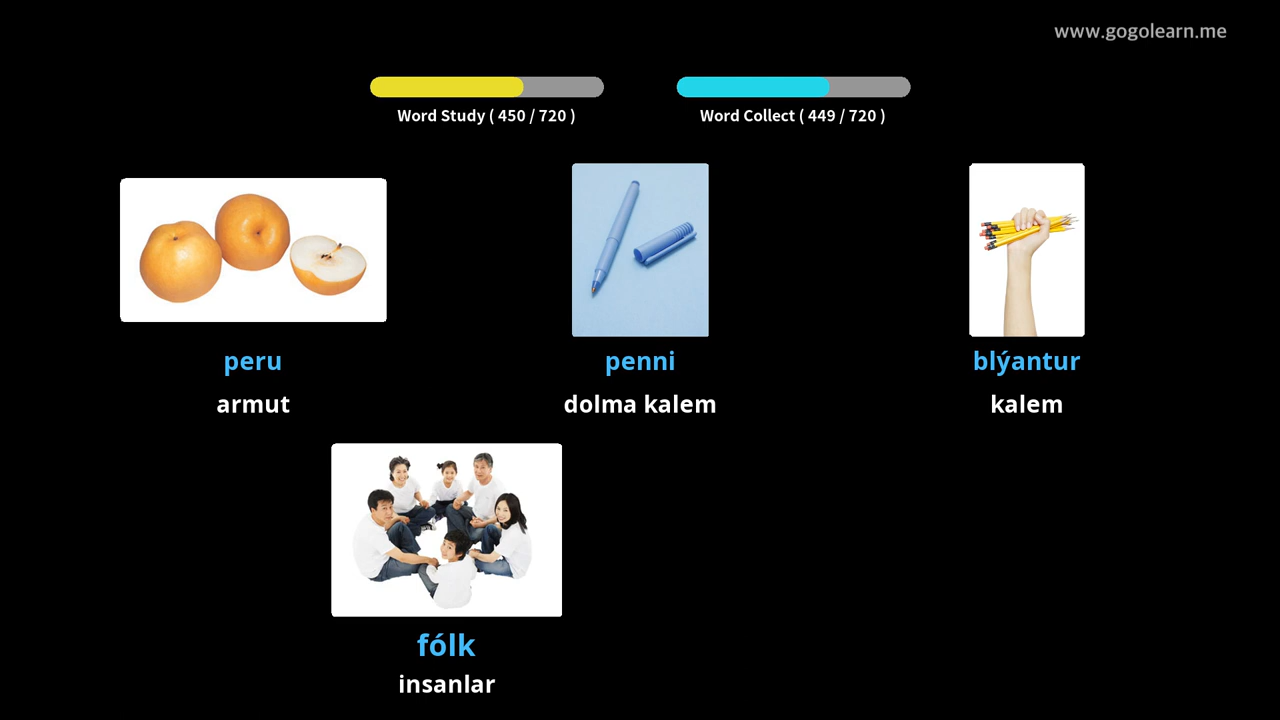 www.gogolearn.me
Word Study ( 450 / 720 )
Word Collect ( 449 / 720 )
peru
armut
penni
dolma kalem
blýantur
kalem
fólk
insanlar